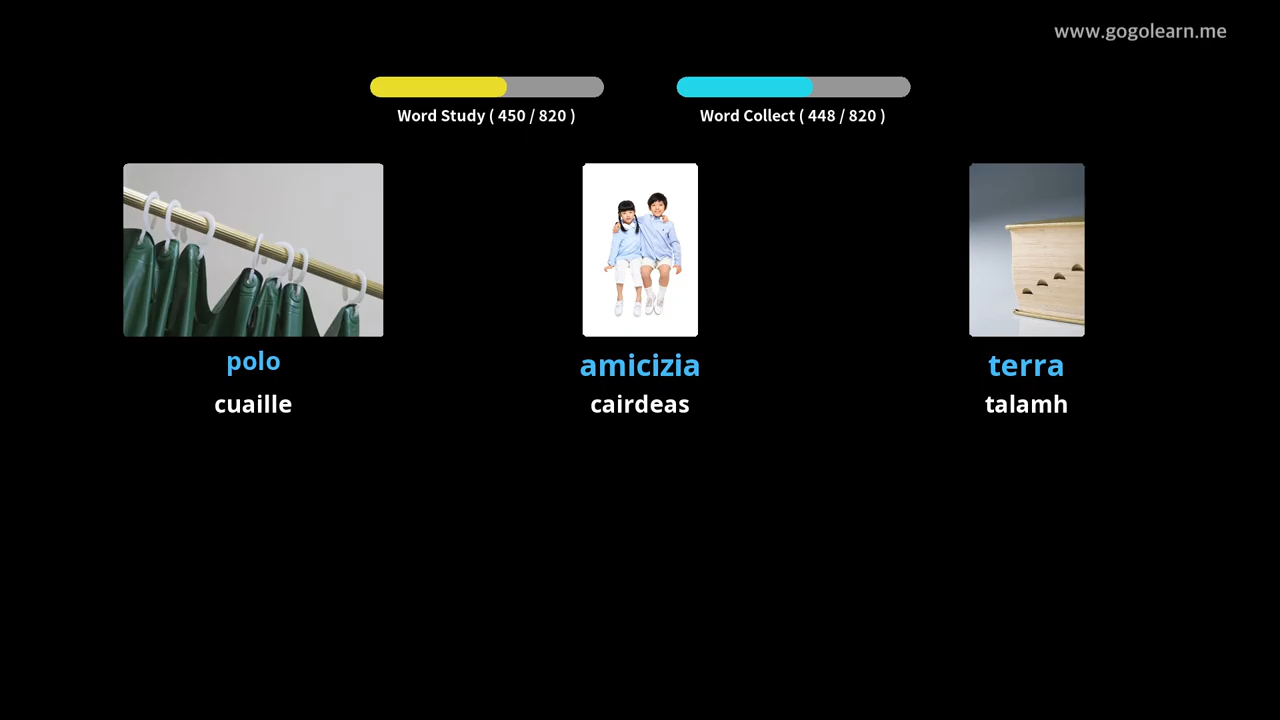 www.gogolearn.me
Word Study ( 450 / 820 )
Word Collect ( 448 / 820 )
polo
cuaille
amicizia
cairdeas
terra
talamh